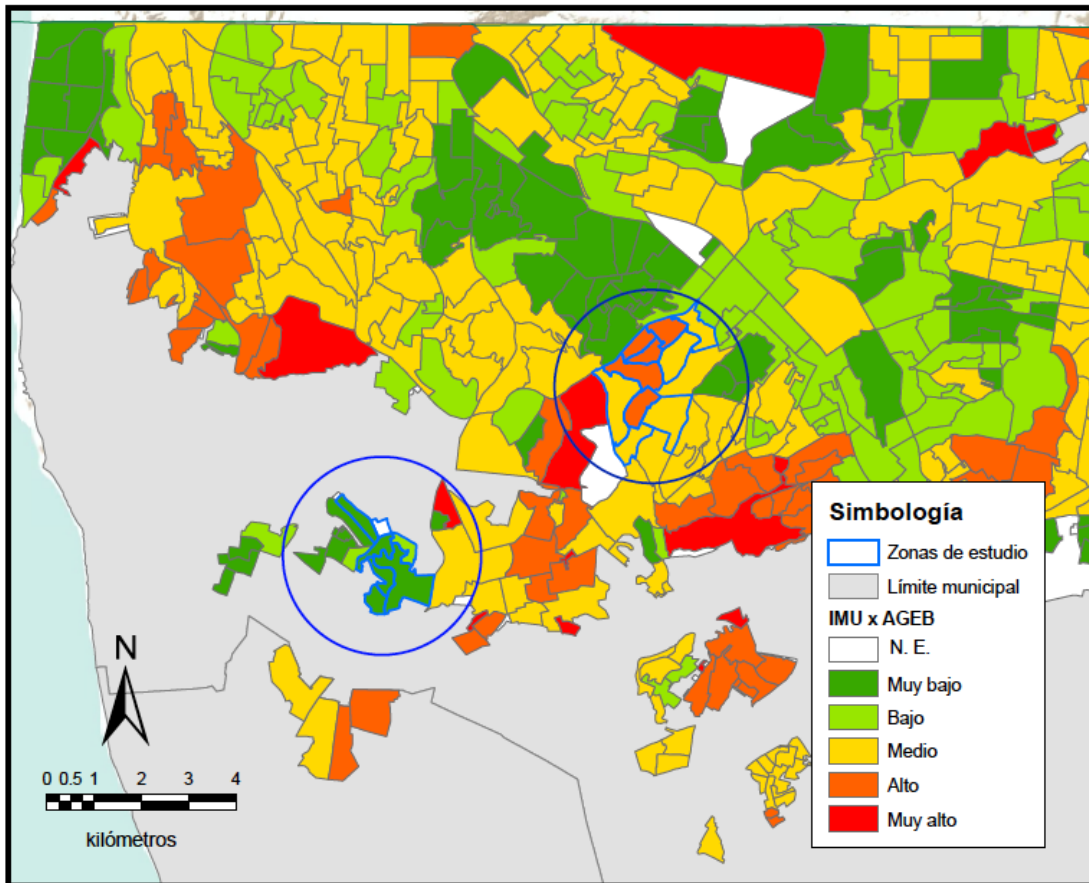 Simbología
Zonas de estudio
Límite municipal
IMU x AGEB
N. E.
Muy bajo
Bajo
Medio
Alto
Muy alto
N
0 0.5 1 2 3 4
kilómetros